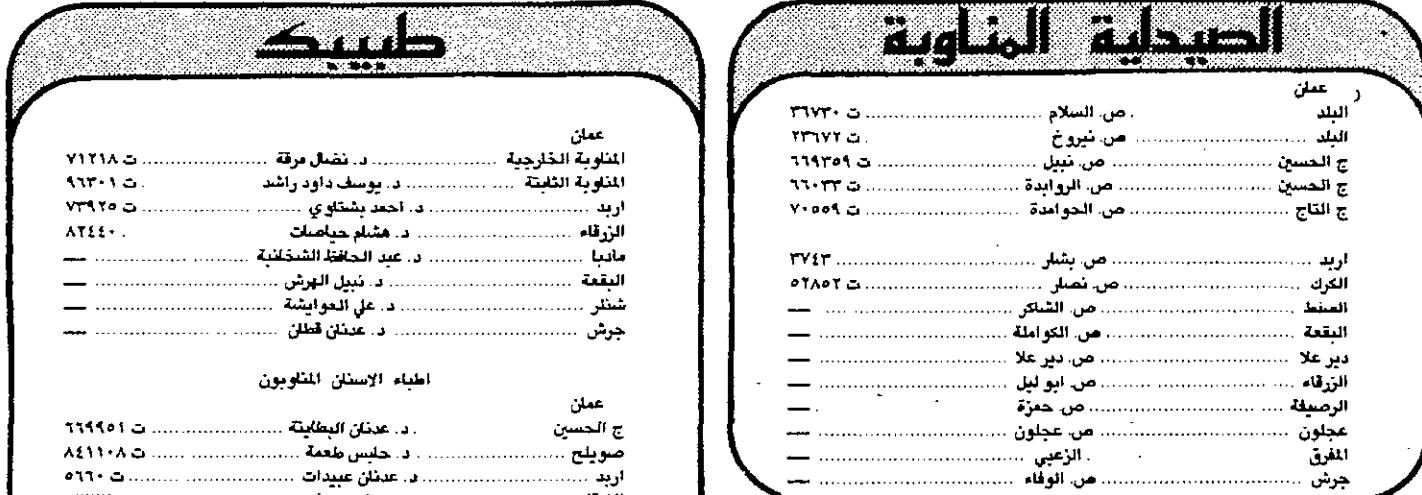 الصيدلية المناوبة
عمان
البلد ص. السلام ت ٣٦٧٣٠
البلد ص. نيروخ ت ٢٣٦٧٢
ج الحسين ص. نبيل ت ٦٦٩٣٥٩
ج الحسين ص. الروابدة ت ٦٦٠٣٣
ج التاج ص. الحوامدة ت ٧٠٥٥٩
اربد ص. بشار ٣٧٤٣
الكرك ص. نصار ت ٥٢٨٥٢
ص. الشاكر —
البقعة ص. الكواملة —
دير علا ص. دير علا —
الزرقاء ص. ابو ليل —
الرصيفة ص. حمزة —
عجلون ص. عجلون —
المفرق الزعبي —
جرش ص. الوفاء —
طبيبك
عمان
المناوبة الخارجية د. نضال مرقة ت ٧١٢١٨
المناوبة الثابتة د. يوسف داود راشد ت ٩٦٣٠١
اربد د. احمد بشتاوي ت ٧٣٩٢٥
الزرقاء د. هشام حياصات ٨٢٤٤٠
مادبا د. عبد الحافظ الشخانبة —
البقعة د. نبيل الهرش —
شنلر د. علي العوايشة —
جرش د. عدنان قطان —
اطباء الاسنان المناوبون
عمان
ج الحسين د. عدنان البطاينة ت ٦٦٩٩٥١
صويلح د. حليس طعمة ت ٨٤١١٠٨
اربد د. عدنان عبيدات ت ٥٦٦٠